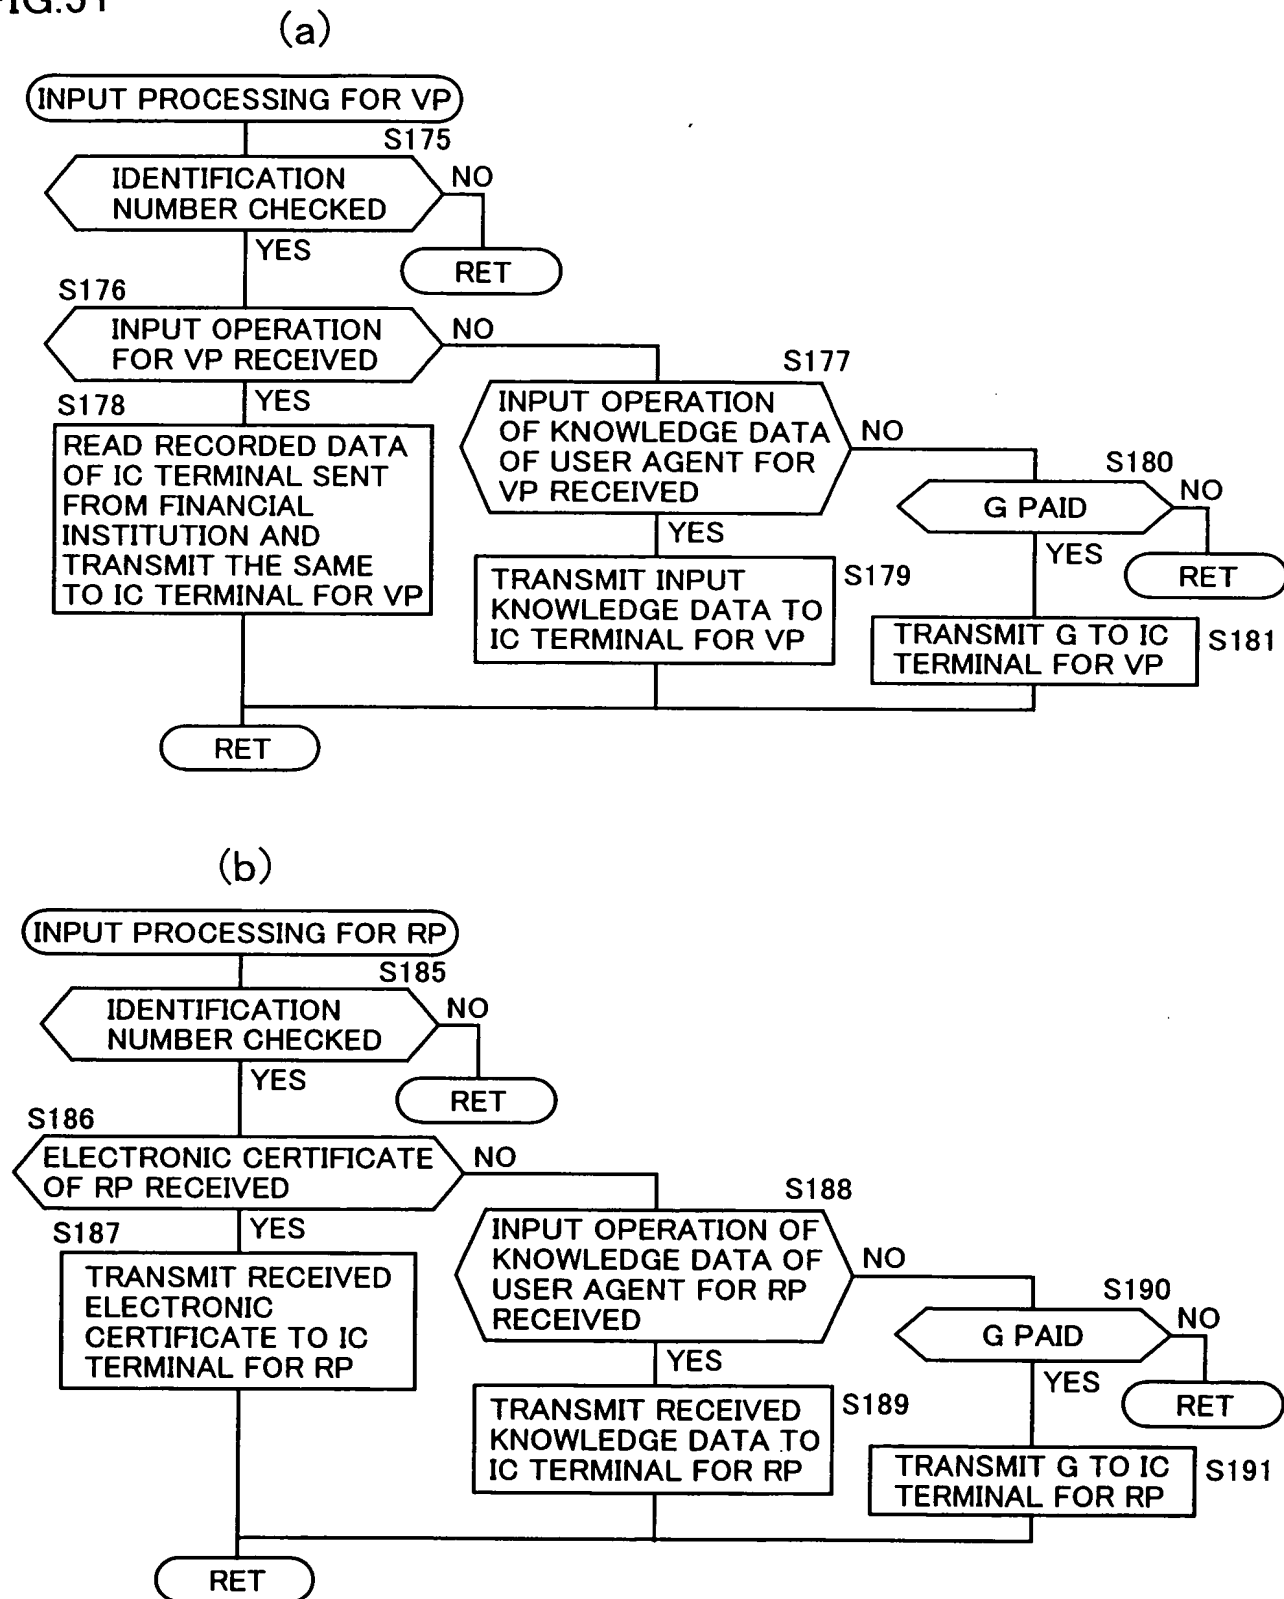 FIG.31
(a)
INPUT PROCESSING FOR VP
S175
IDENTIFICATION
NUMBER CHECKED
NO
YES
RET
S176
INPUT OPERATION
FOR VP RECEIVED
NO
YES
S177
INPUT OPERATION
OF KNOWLEDGE DATA
OF USER AGENT FOR
VP RECEIVED
NO
YES
S178
READ RECORDED DATA
OF IC TERMINAL SENT
FROM FINANCIAL
INSTITUTION AND
TRANSMIT THE SAME
TO IC TERMINAL FOR VP
S180
G PAID
NO
YES
RET
TRANSMIT INPUT
KNOWLEDGE DATA TO
IC TERMINAL FOR VP
S179
TRANSMIT G TO IC
TERMINAL FOR VP
S181
RET
(b)
INPUT PROCESSING FOR RP
S185
IDENTIFICATION
NUMBER CHECKED
NO
YES
RET
S186
ELECTRONIC CERTIFICATE
OF RP RECEIVED
NO
YES
S187
TRANSMIT RECEIVED
ELECTRONIC
CERTIFICATE TO IC
TERMINAL FOR RP
S188
INPUT OPERATION OF
KNOWLEDGE DATA OF
USER AGENT FOR RP
RECEIVED
NO
YES
S190
G PAID
NO
YES
RET
TRANSMIT RECEIVED
KNOWLEDGE DATA TO
IC TERMINAL FOR RP
S189
TRANSMIT G TO IC
TERMINAL FOR RP
S191
RET